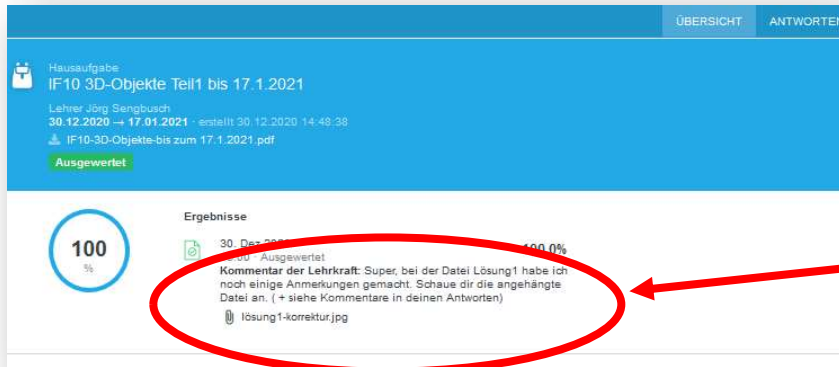 ÜBERSICHT ANTWORTEN
Hausaufgabe
IF10 3D-Objekte Teil1 bis 17.1.2021
Lehrer Jörg Sengbusch
30.12.2020 → 17.01.2021 · erstellt 30.12.2020 14:48:38
IF10-3D-Objekte-bis zum 17.1.2021.pdf
Ausgewertet
Ergebnisse
100
%
30. Dez 100.0%
Ausgewertet
Kommentar der Lehrkraft: Super, bei der Datei Lösung1 habe ich
noch einige Anmerkungen gemacht. Schaue dir die angehängte
Datei an. ( + siehe Kommentare in deinen Antworten)
lösung1-korrektur.jpg